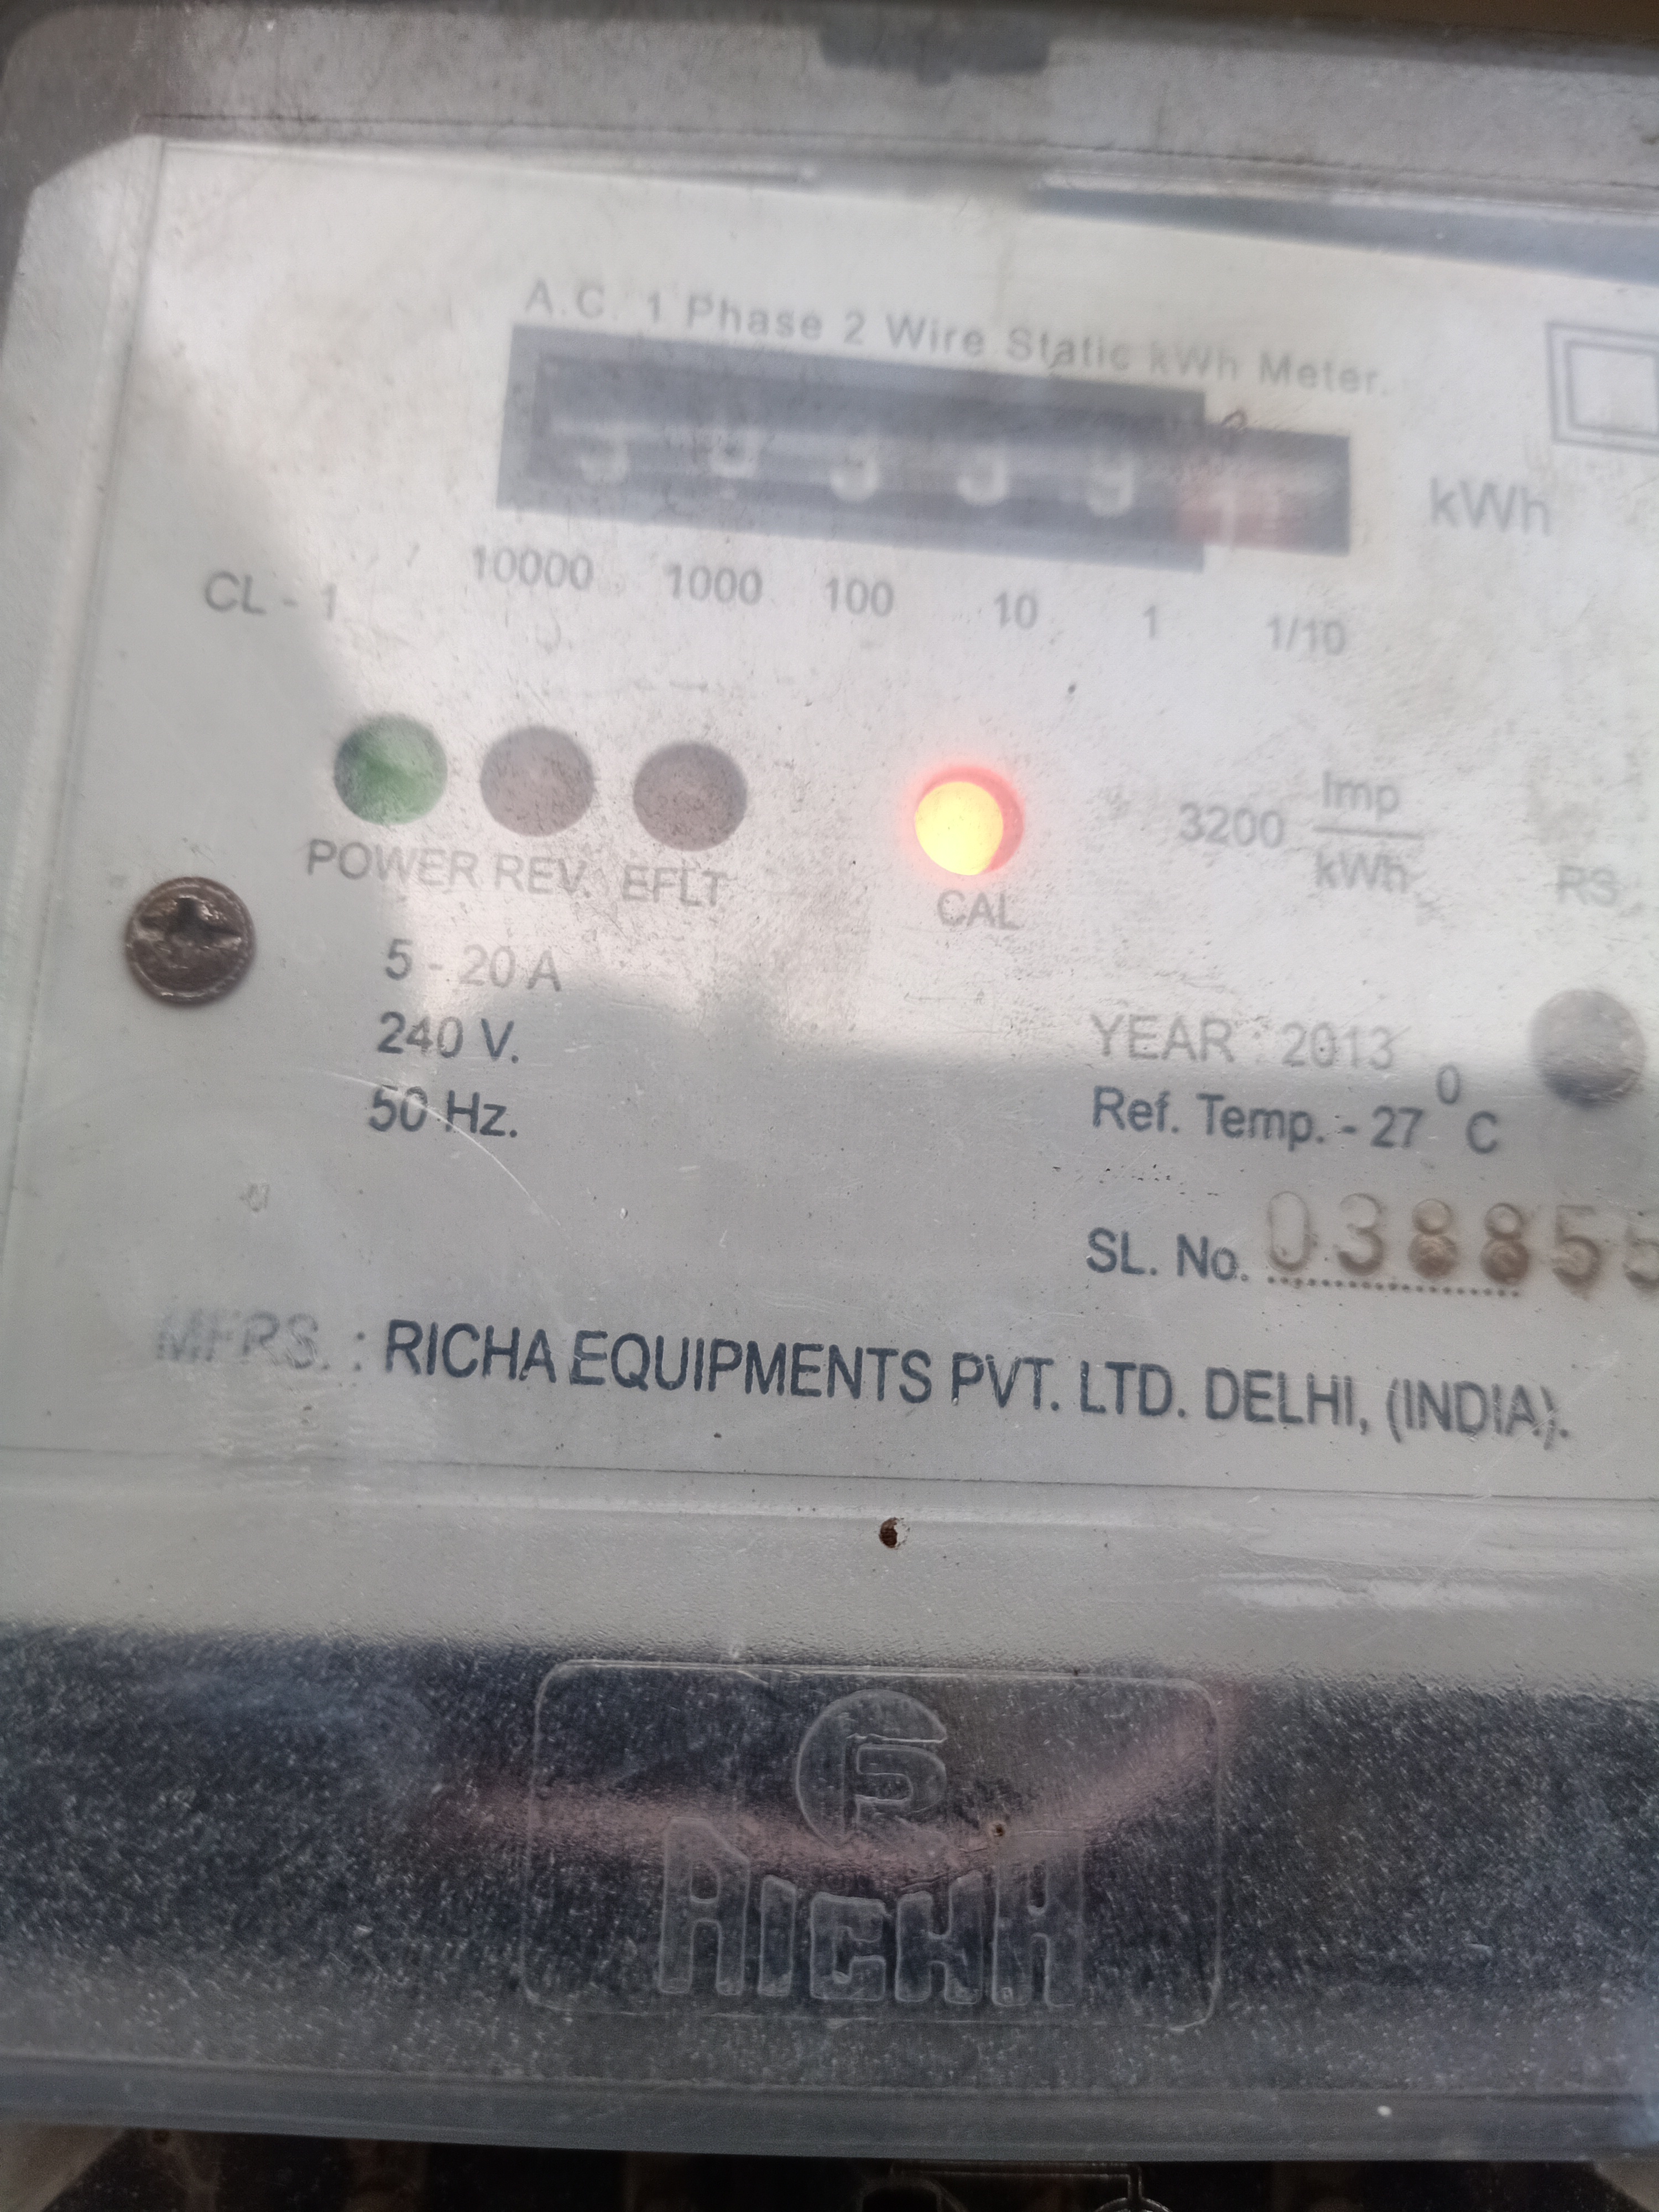 A.C. 1 Phase 2 Wire Static kWh Meter.
kWh
CL - 1
10000 1000 100 10 1 1/10
POWER REV. EFLT
CAL
3200 Imp
kWh
RS
5 - 20 A
240 V.
50 Hz.
YEAR : 2013
Ref. Temp. - 27 °C
SL. No. 038855
MFRS. : RICHA EQUIPMENTS PVT. LTD. DELHI, (INDIA).
RICHA